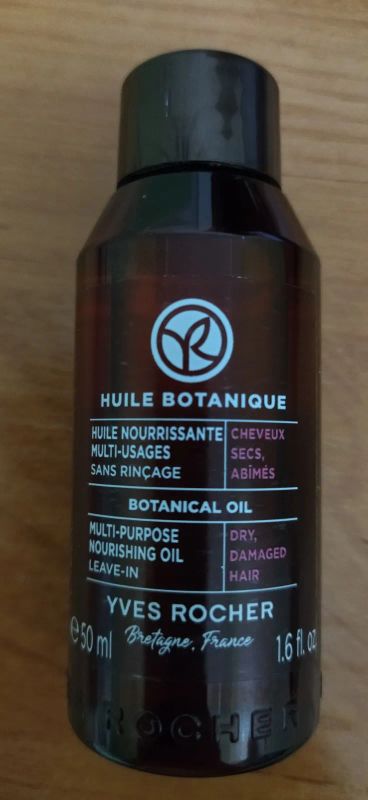 HUILE BOTANIQUE
HUILE NOURRISSANTE
MULTI-USAGES
SANS RINÇAGE
CHEVEUX
SECS,
ABÎMÉS
BOTANICAL OIL
MULTI-PURPOSE
NOURISHING OIL
LEAVE-IN
DRY,
DAMAGED
HAIR
YVES ROCHER
Bretagne, France
℮50 ml
1.6 fl. oz
ROCHER